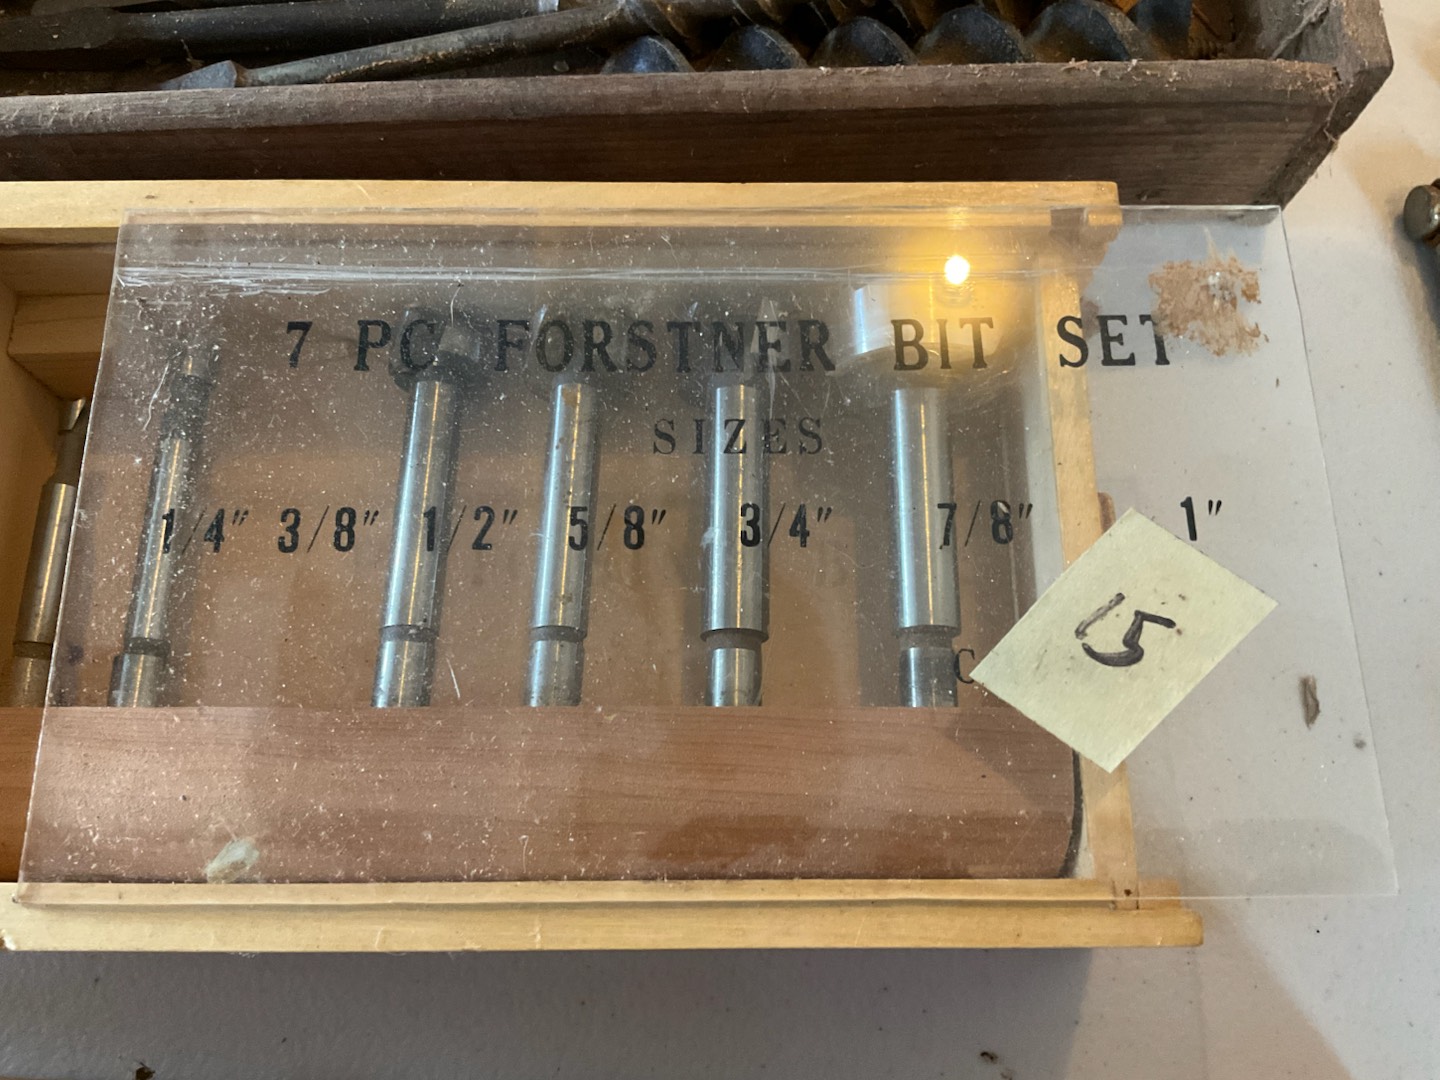 7 PC FORSTNER BIT SET
SIZES
1/4" 3/8" 1/2" 5/8" 3/4" 7/8" 1"
15